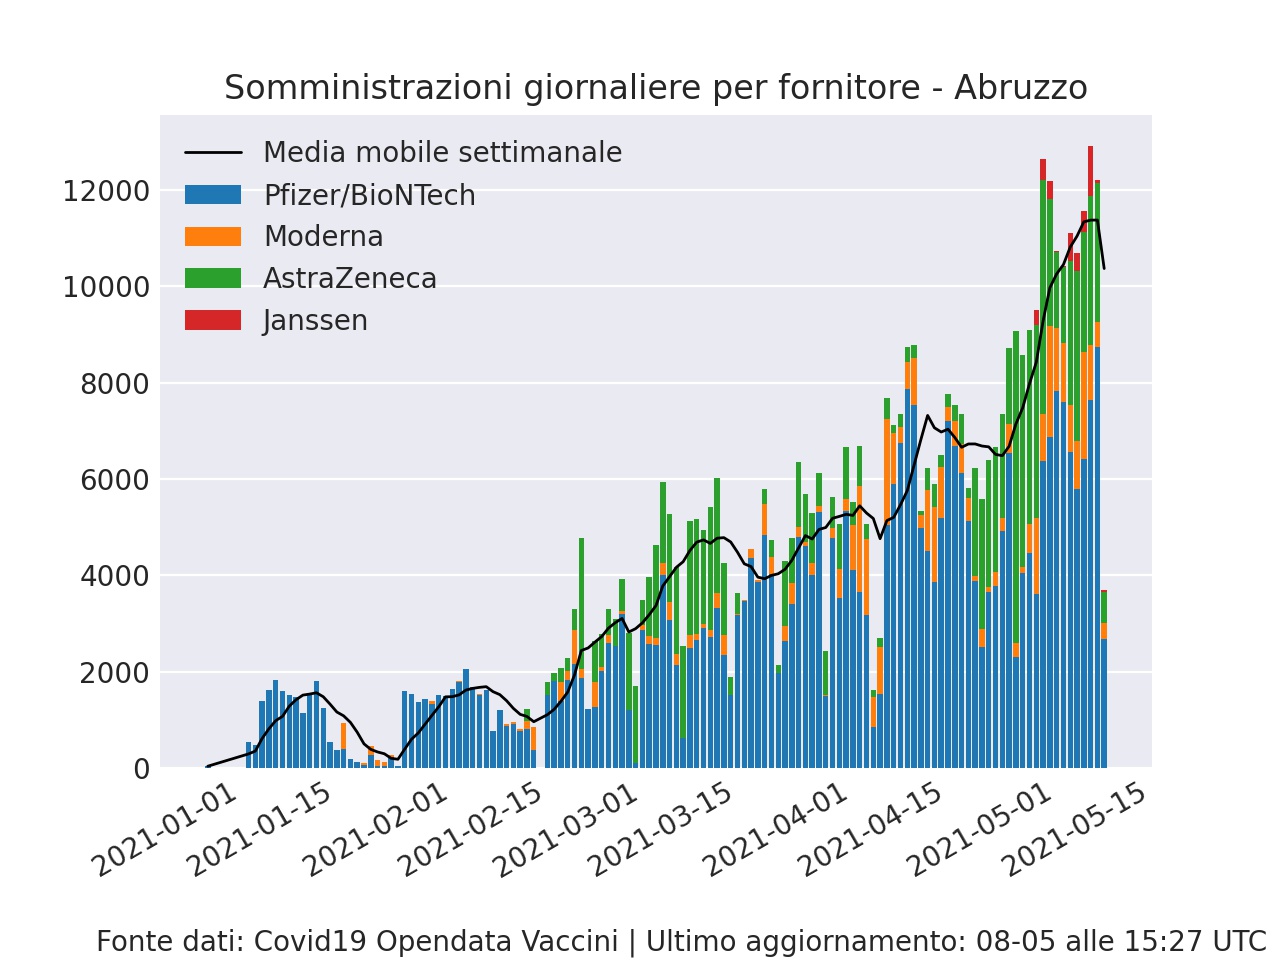 Somministrazioni giornaliere per fornitore - Abruzzo
Media mobile settimanale
Pfizer/BioNTech
Moderna
AstraZeneca
Janssen
12000
10000
8000
6000
4000
2000
0
2021-01-01
2021-01-15
2021-02-01
2021-02-15
2021-03-01
2021-03-15
2021-04-01
2021-04-15
2021-05-01
2021-05-15
Fonte dati: Covid19 Opendata Vaccini | Ultimo aggiornamento: 08-05 alle 15:27 UTC